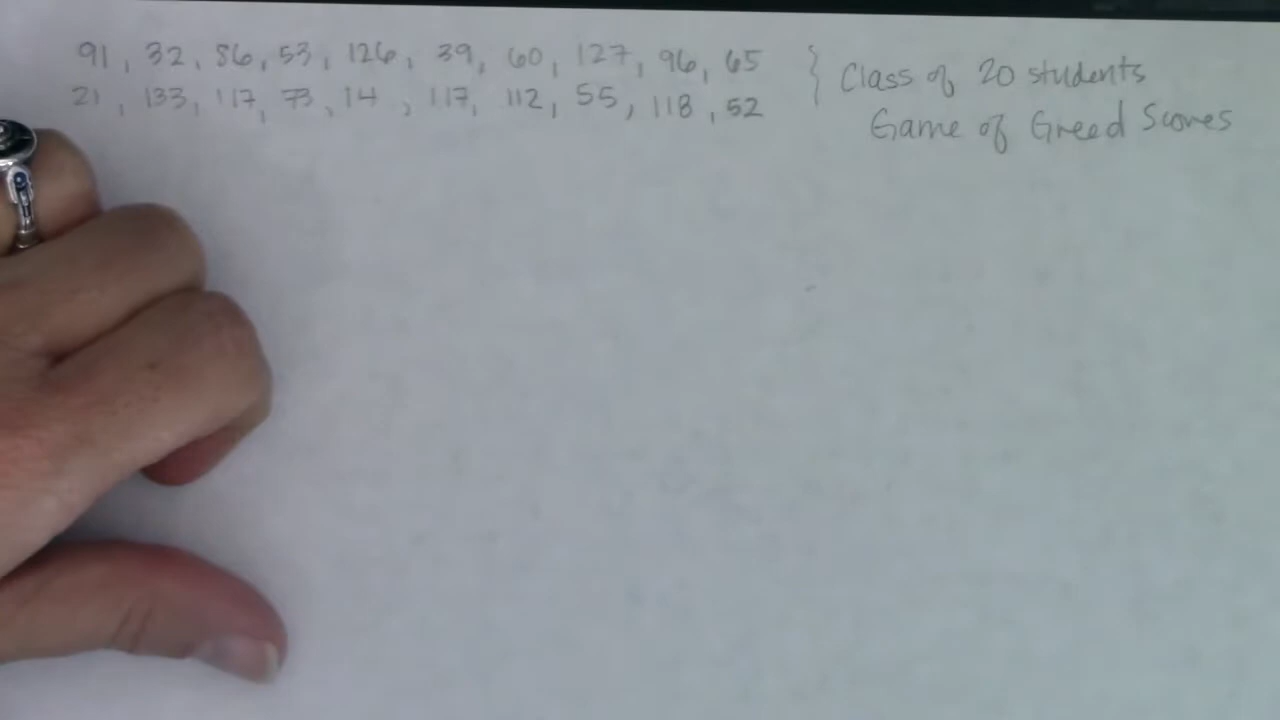 91, 32, 86, 53, 126, 39, 60, 127, 96, 65
21, 133, 117, 73, 14, 117, 112, 55, 118, 52
} Class of 20 students
Game of Greed Scores